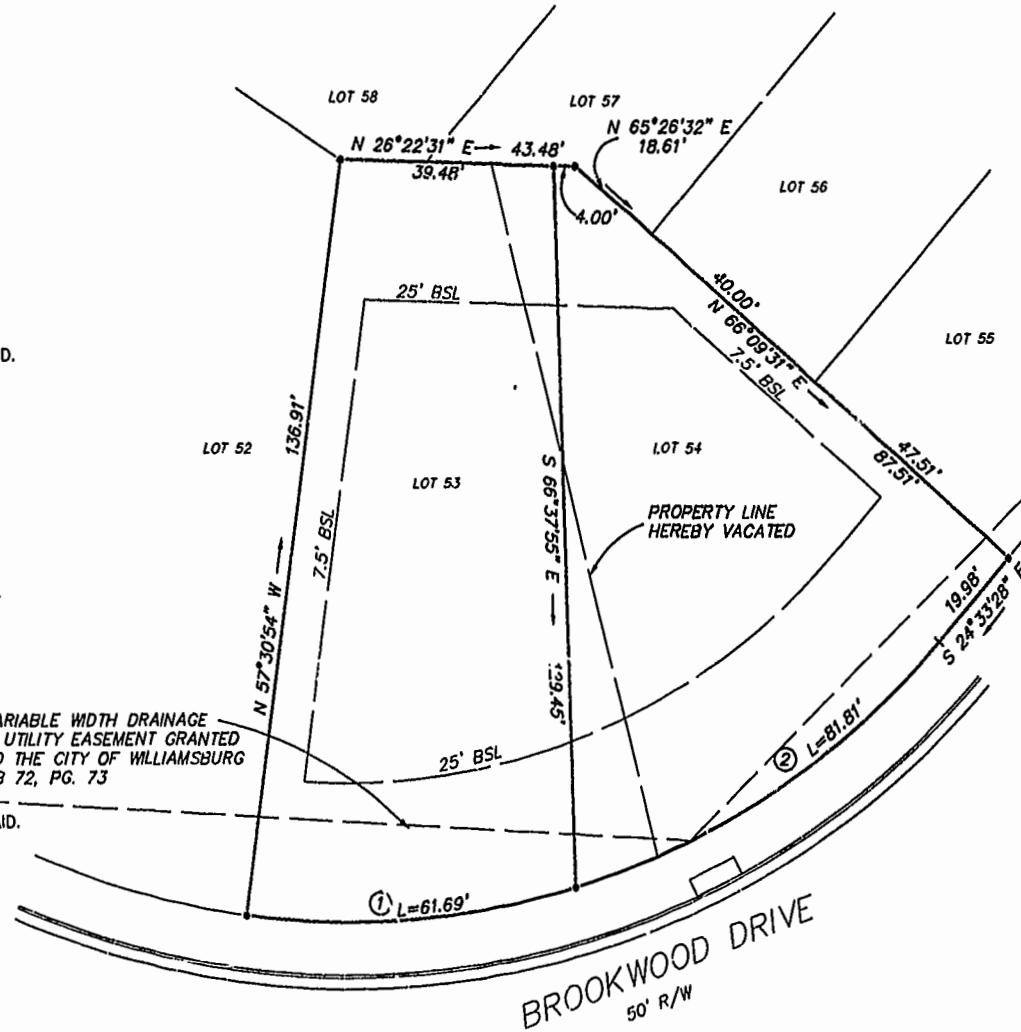 LOT 58
LOT 57
N 65°26'32" E
18.61'
N 26°22'31" E
43.48'
39.48'
4.00'
LOT 56
25' BSL
40.00'
N 66°09'31" E
7.5' BSL
LOT 55
D.
136.91'
LOT 52
LOT 53
S 66°37'55" E
LOT 54
47.51'
87.51'
PROPERTY LINE
HEREBY VACATED
7.5' BSL
N 57°30'54" W
19.98'
S 24°33'28" E
29.45'
ARIABLE WIDTH DRAINAGE
UTILITY EASEMENT GRANTED
THE CITY OF WILLIAMSBURG
72, PG. 73
25' BSL
② L=81.81'
ID.
① L=61.69'
BROOKWOOD DRIVE
50' R/W